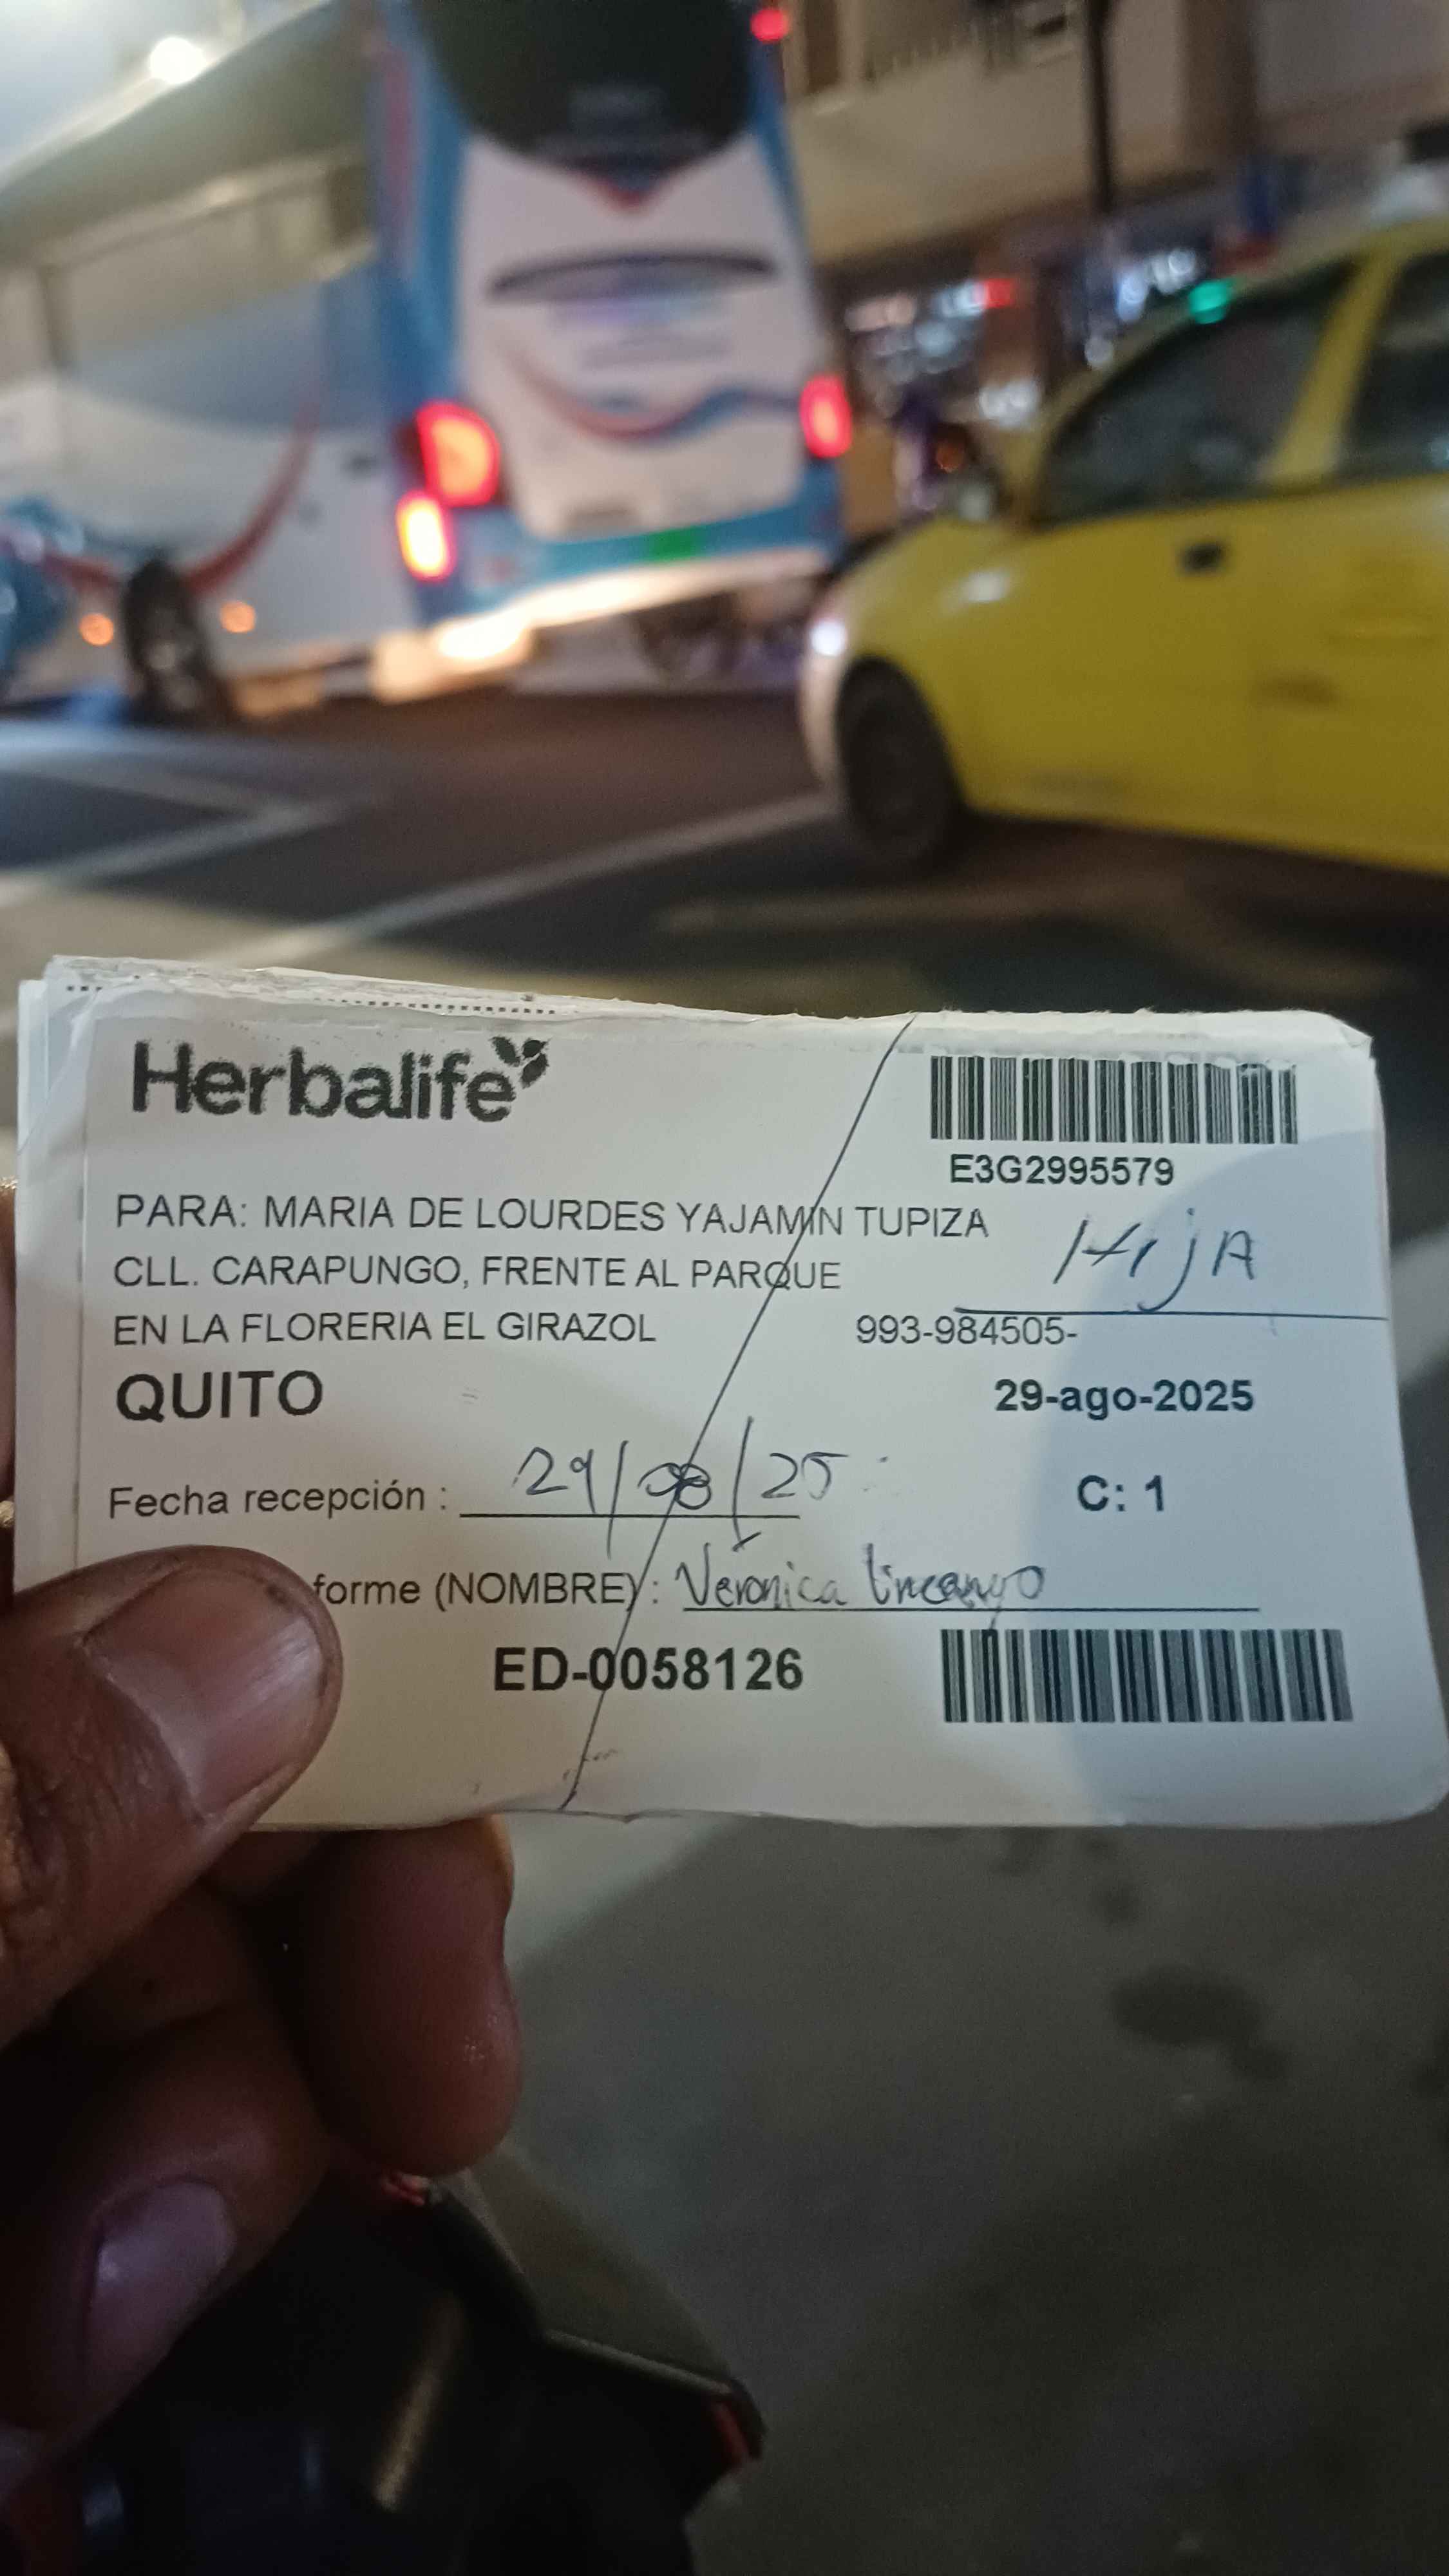 Herbalife
E3G2995579
PARA: MARIA DE LOURDES YAJAMIN TUPIZA
HijA
CLL. CARAPUNGO, FRENTE AL PARQUE
EN LA FLORERIA EL GIRAZOL 993-984505-
QUITO 29-ago-2025
Fecha recepción : 29/08/25 C: 1
forme (NOMBRE) : Verónica
ED-0058126